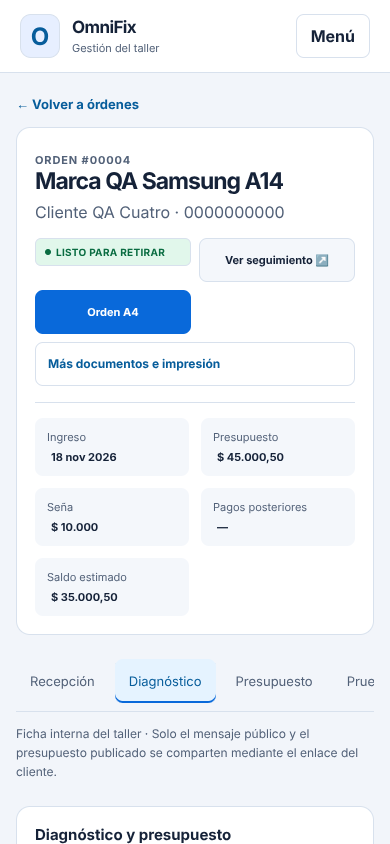 O
OmniFix
Gestión del taller
Menú
← Volver a órdenes
ORDEN #00004
Marca QA Samsung A14
Cliente QA Cuatro · 0000000000
LISTO PARA RETIRAR
Ver seguimiento ↗
Orden A4
Más documentos e impresión
Ingreso
18 nov 2026
Presupuesto
$ 45.000,50
Seña
$ 10.000
Pagos posteriores
—
Saldo estimado
$ 35.000,50
Recepción
Diagnóstico
Presupuesto
Prue
Ficha interna del taller · Solo el mensaje público y el
presupuesto publicado se comparten mediante el enlace del
cliente.
Diagnóstico y presupuesto